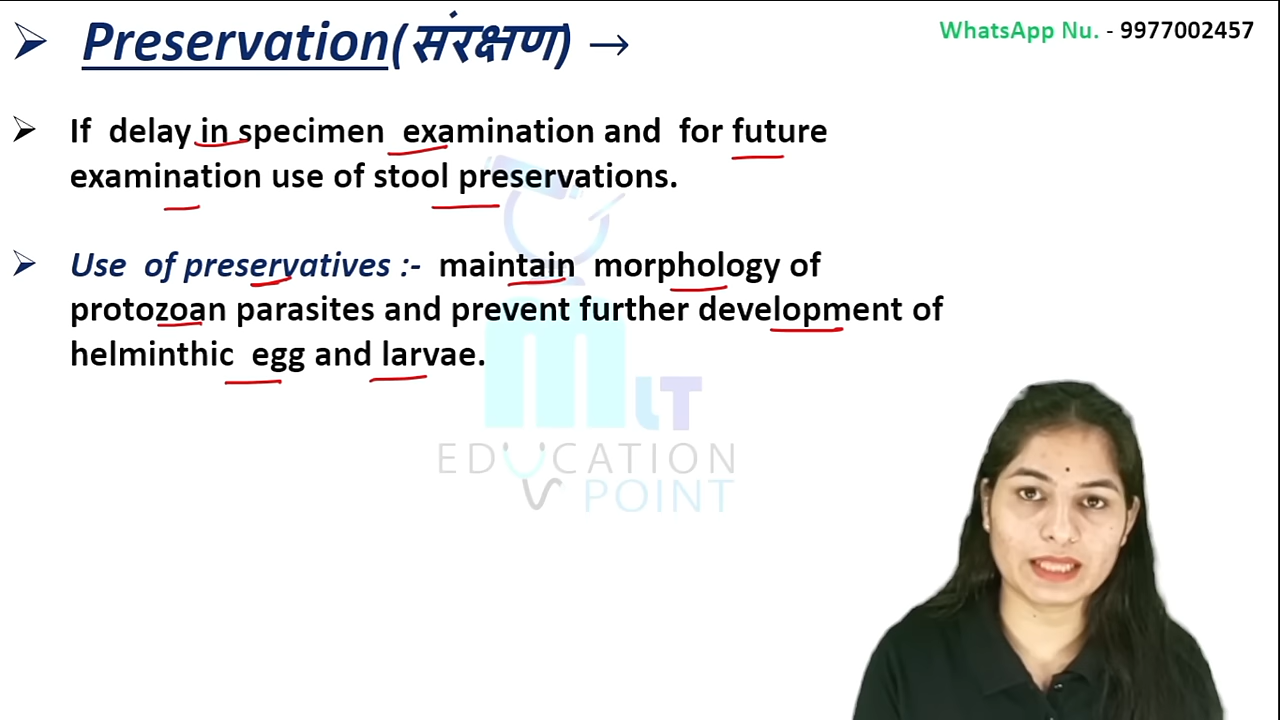 Preservation(संरक्षण) →
WhatsApp Nu. - 9977002457
If delay in specimen examination and for future
examination use of stool preservations.
Use of preservatives :- maintain morphology of
protozoan parasites and prevent further development of
helminthic egg and larvae.
MLT
EDUCATION
POINT